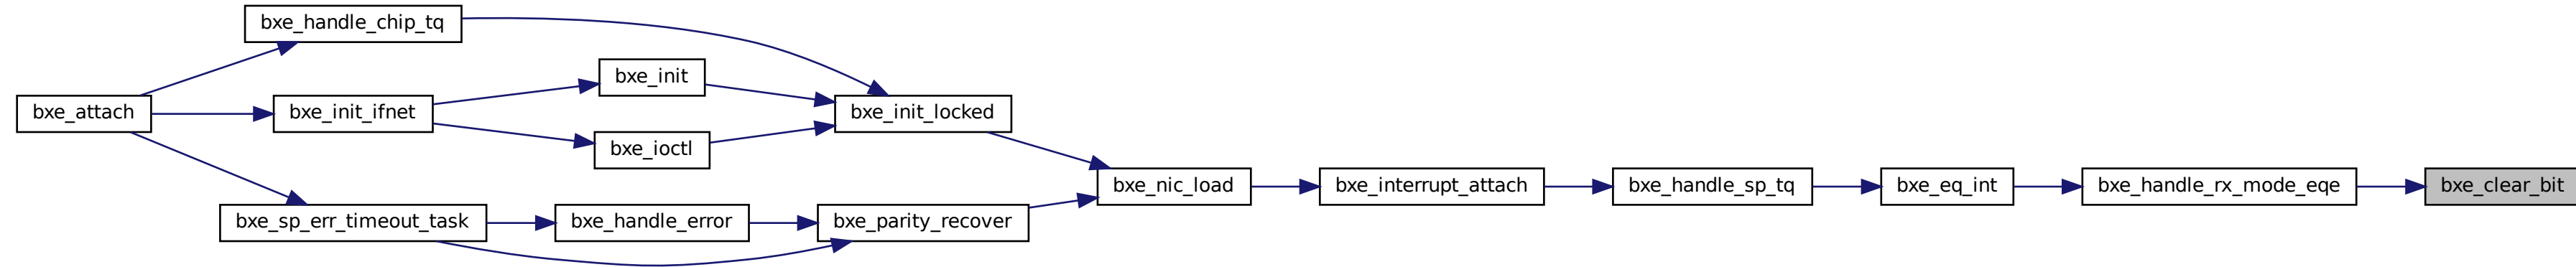 bxe_handle_chip_tq
bxe_init
bxe_attach
bxe_init_ifnet
bxe_init_locked
bxe_ioctl
bxe_nic_load
bxe_interrupt_attach
bxe_handle_sp_tq
bxe_eq_int
bxe_handle_rx_mode_eqe
bxe_clear_bit
bxe_sp_err_timeout_task
bxe_handle_error
bxe_parity_recover